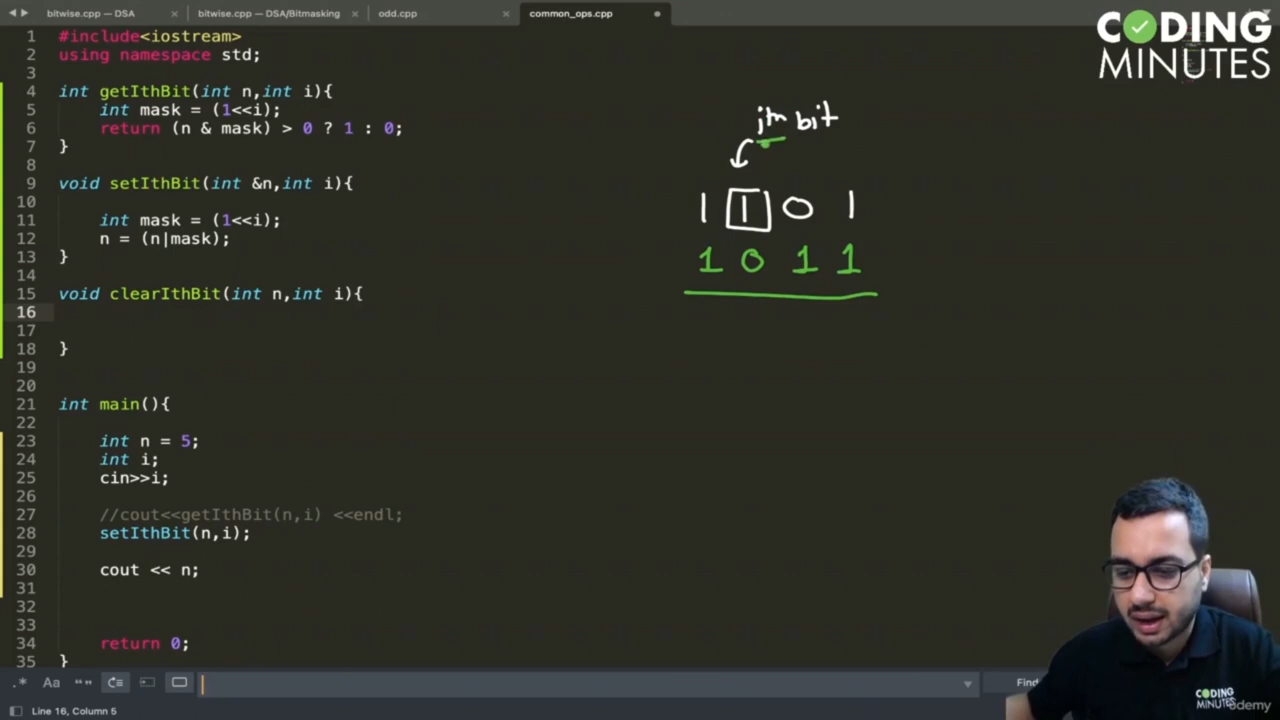 bitwise.cpp — DSA × bitwise.cpp — DSA/Bitmasking × odd.cpp × common_ops.cpp
CODING
MINUTES
1 #include<iostream>
2 using namespace std;
3
4 int getIthBit(int n,int i){
5 int mask = (1<<i);
6 return (n & mask) > 0 ? 1 : 0;
7 }
8
9 void setIthBit(int &n,int i){
10
11 int mask = (1<<i);
12 n = (n|mask);
13 }
14
15 void clearIthBit(int n,int i){
16
17
18 }
19
20
21 int main(){
22
23 int n = 5;
24 int i;
25 cin>>i;
26
27 //cout<<getIthBit(n,i) <<endl;
28 setIthBit(n,i);
29
30 cout << n;
31
32
33
34 return 0;
35 }
ith bit
1 1 0 1
1 0 1 1
.* Aa “” Find
Line 16, Column 5
CODING
MINUTES
udemy